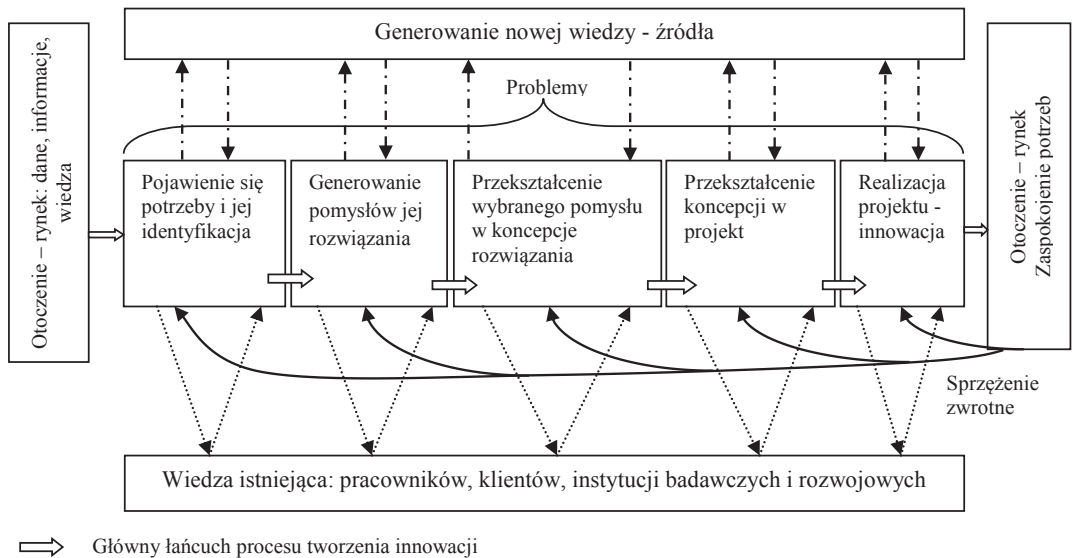 Generowanie nowej wiedzy - źródła
Otoczenie – rynek: dane, informacje,
wiedza
Problemy
Pojawienie się
potrzeby i jej
identyfikacja
Generowanie
pomysłów jej
rozwiązania
Przekształcenie
wybranego pomysłu
w koncepcje
rozwiązania
Przekształcenie
koncepcji w
projekt
Realizacja
projektu -
innowacja
Otoczenie – rynek
Zaspokojenie potrzeb
Sprzężenie
zwrotne
Wiedza istniejąca: pracowników, klientów, instytucji badawczych i rozwojowych
Główny łańcuch procesu tworzenia innowacji